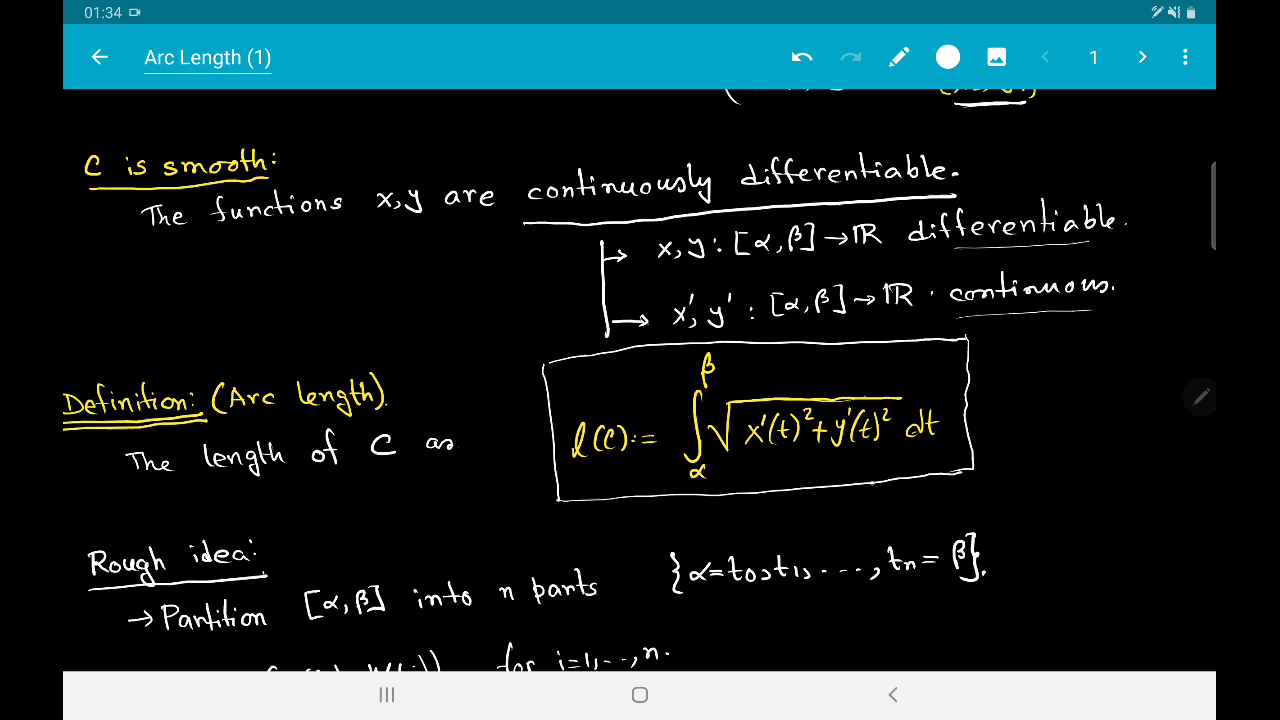 01:34
Arc Length (1)
1
C is smooth:
The functions x,y are continuously differentiable.
→ x,y : [α,β] → ℝ differentiable.
→ x', y' : [α,β] → ℝ . continuous.
Definition: (Arc length).
The length of C as l(C) := ∫_α^β √(x'(t)²+y'(t)²) dt
Rough idea:
→ Partition [α,β] into n parts {α=t₀,t₁,...,tₙ=β}.
for i=1,...,n.